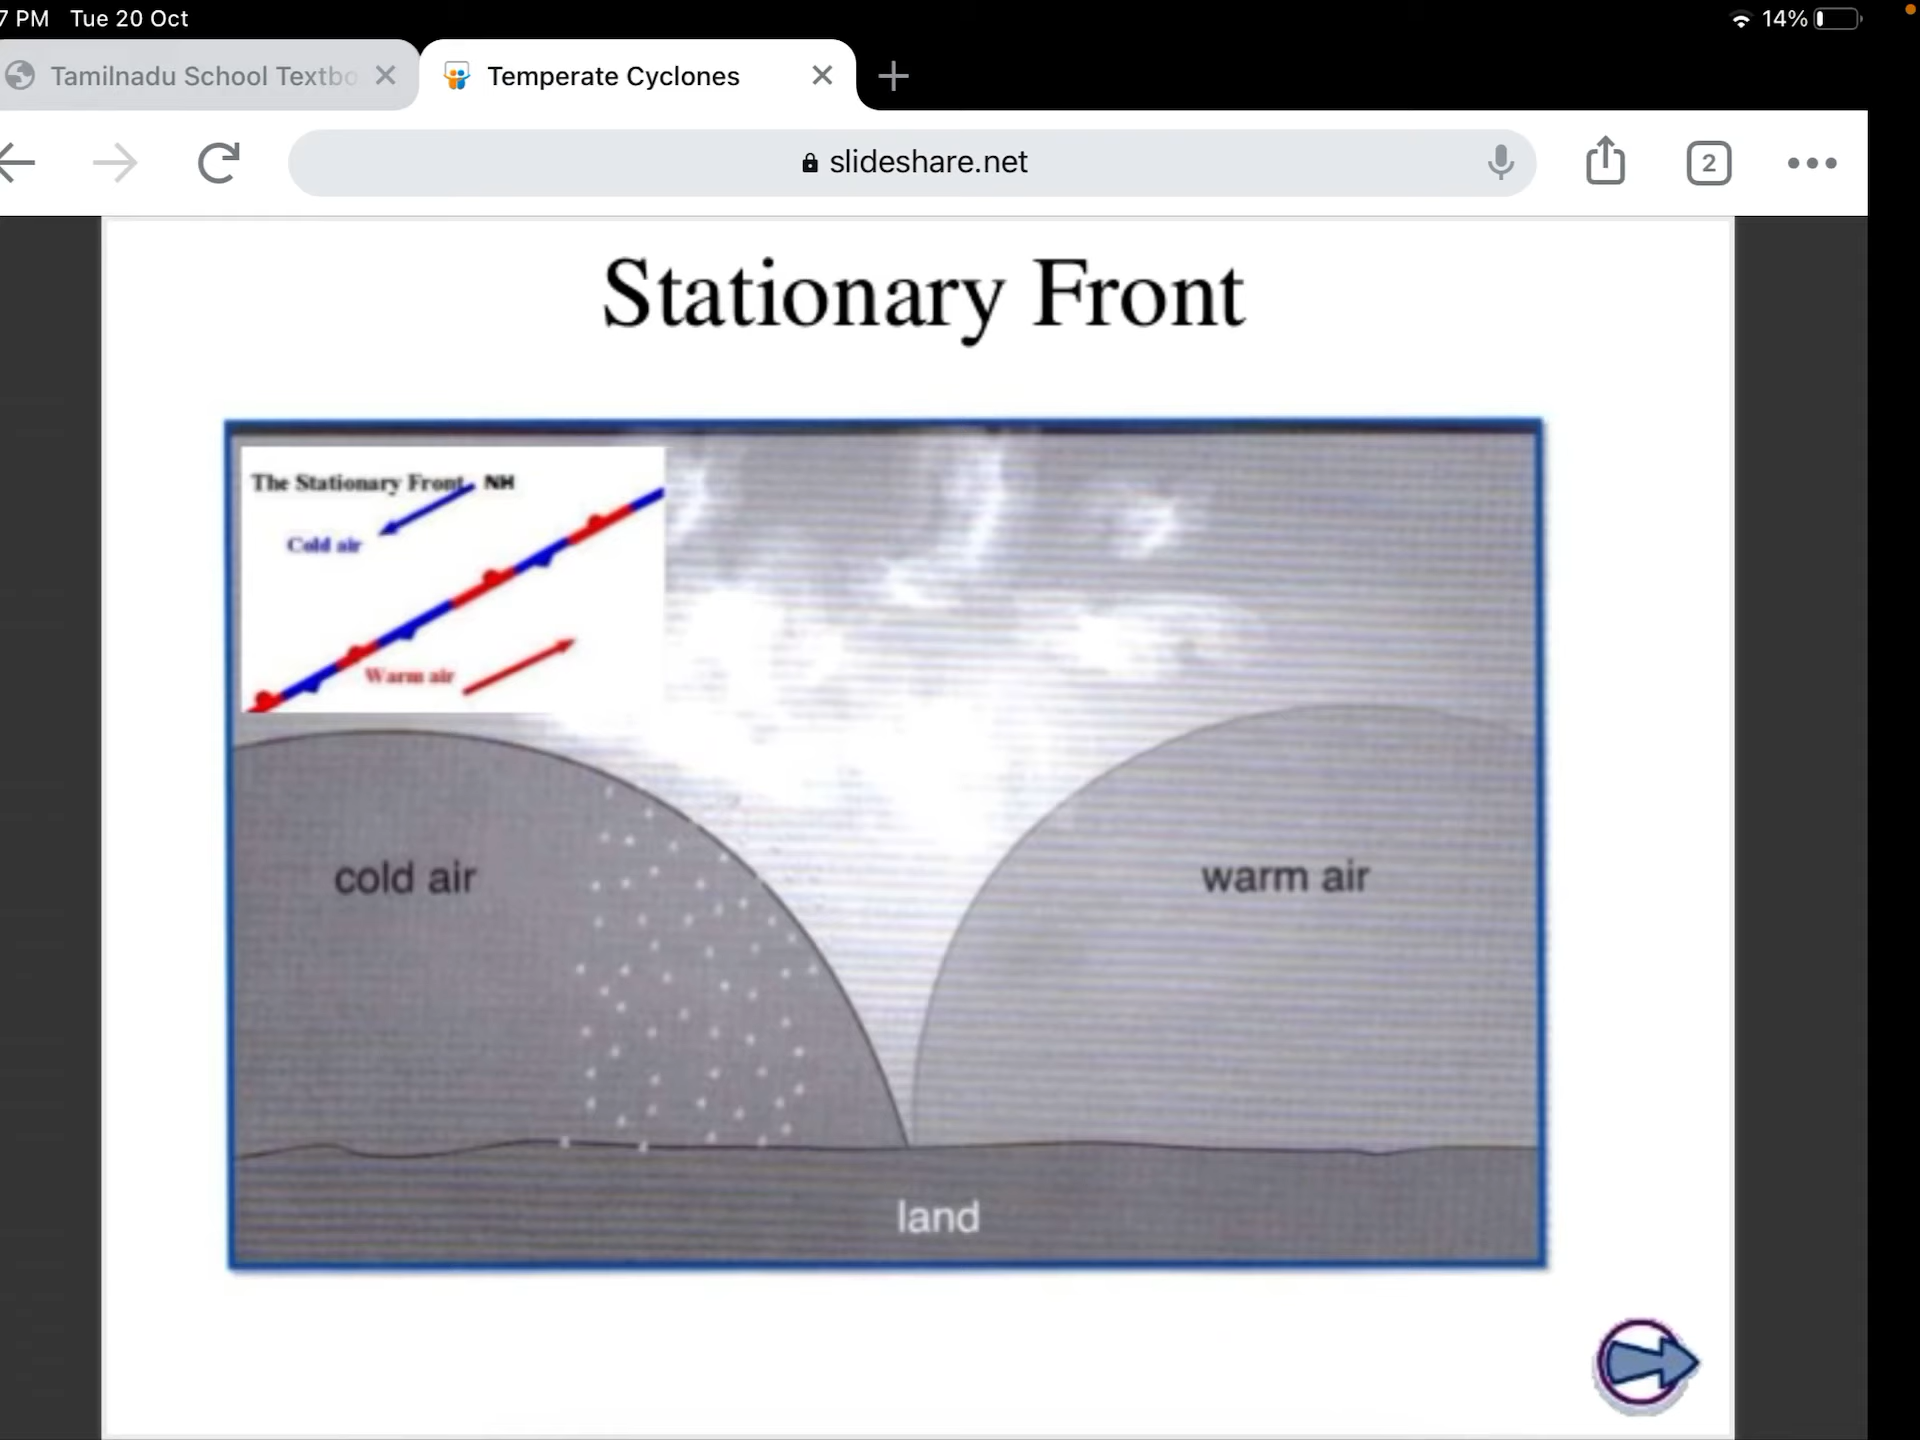 7 PM Tue 20 Oct 14%
Tamilnadu School Textbo Temperate Cyclones
slideshare.net 2
Stationary Front
The Stationary Front NH
Cold air
Warm air
cold air warm air
land